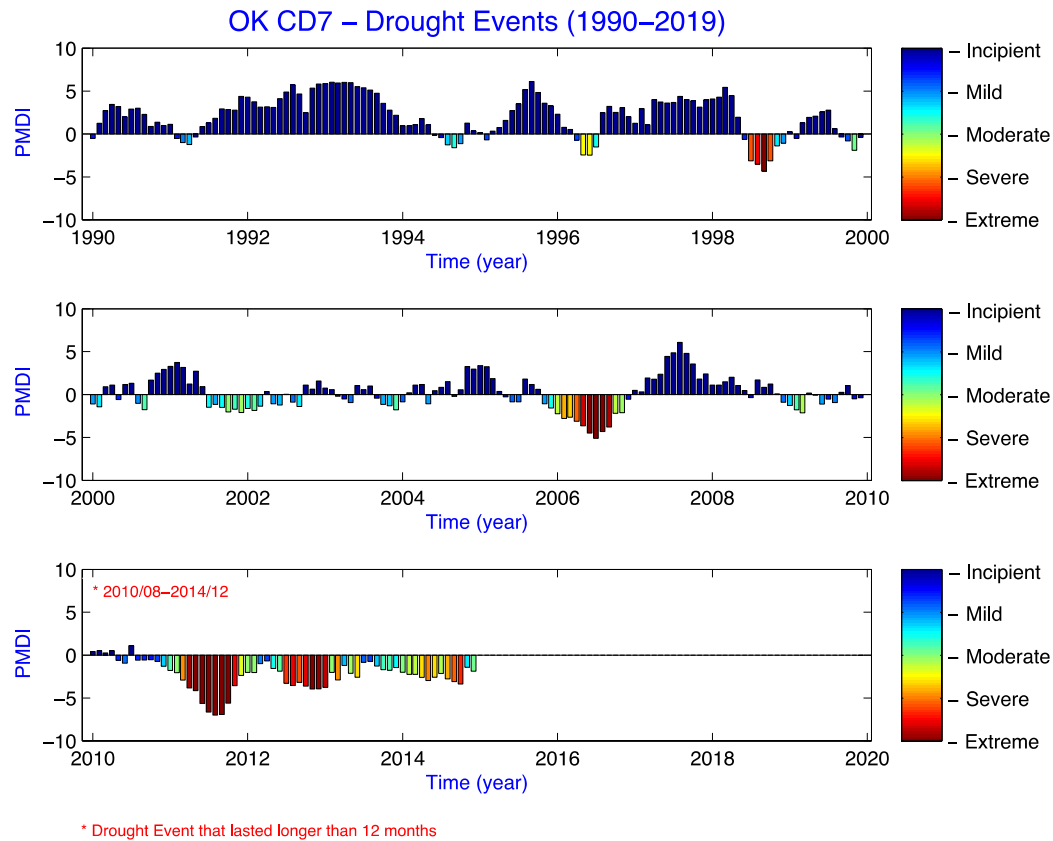 OK CD7 − Drought Events (1990−2019)
10
5
0
−5
−10
PMDI
1990
1992
1994
1996
1998
2000
Time (year)
− Incipient
− Mild
− Moderate
− Severe
− Extreme
10
5
0
−5
−10
PMDI
2000
2002
2004
2006
2008
2010
Time (year)
− Incipient
− Mild
− Moderate
− Severe
− Extreme
* 2010/08−2014/12
10
5
0
−5
−10
PMDI
2010
2012
2014
2016
2018
2020
Time (year)
− Incipient
− Mild
− Moderate
− Severe
− Extreme
* Drought Event that lasted longer than 12 months